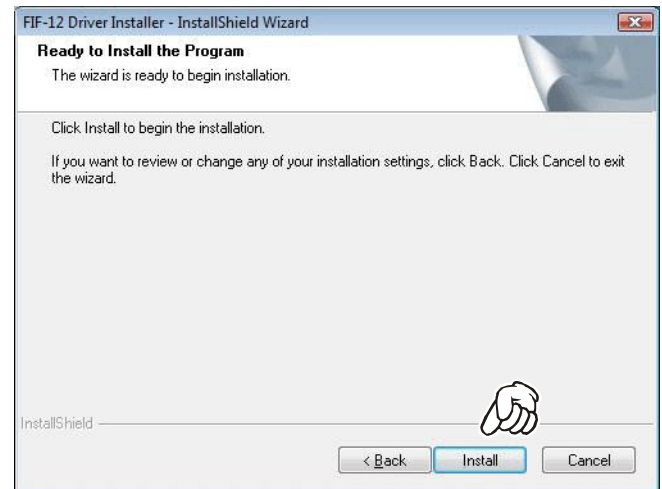 FIF-12 Driver Installer - InstallShield Wizard
Ready to Install the Program
The wizard is ready to begin installation.
Click Install to begin the installation.
If you want to review or change any of your installation settings, click Back. Click Cancel to exit
the wizard.
InstallShield
< Back Install Cancel